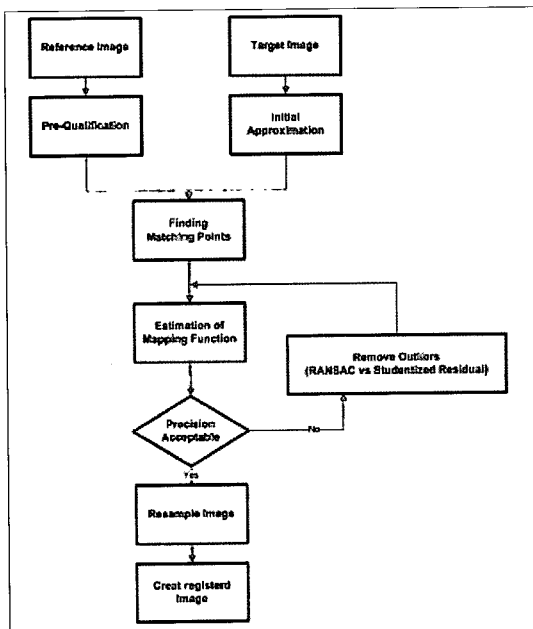 Reference Image
Target Image
Pre-Qualification
Initial
Approximation
Finding
Matching Points
Estimation of
Mapping Function
Remove Outliers
(RANSAC vs Studentized Residual)
Precision
Acceptable
No
Yes
Resample Image
Creat registerd
Image